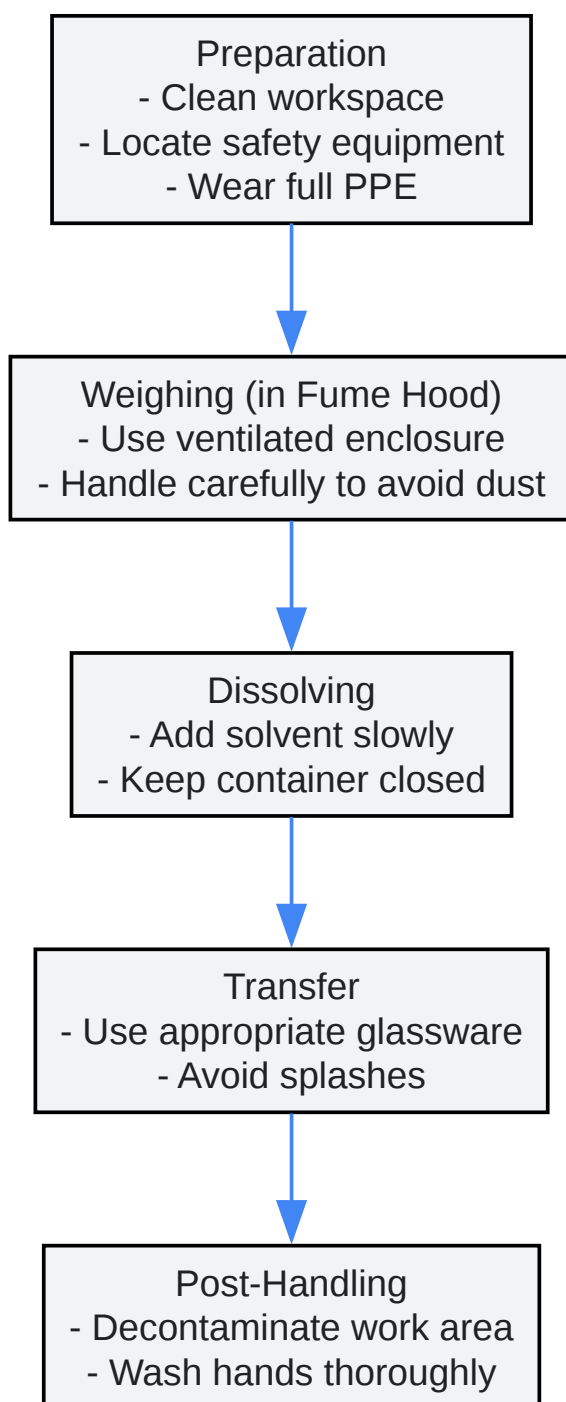 Preparation
- Clean workspace
- Locate safety equipment
- Wear full PPE
Weighing (in Fume Hood)
- Use ventilated enclosure
- Handle carefully to avoid dust
Dissolving
- Add solvent slowly
- Keep container closed
Transfer
- Use appropriate glassware
- Avoid splashes
Post-Handling
- Decontaminate work area
- Wash hands thoroughly